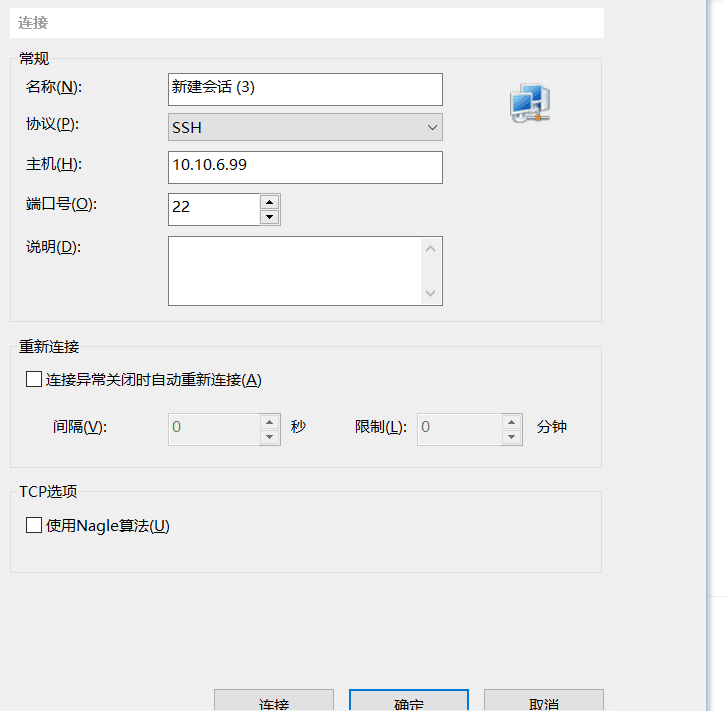 连接
常规
名称(N): 新建会话 (3)
协议(P): SSH
主机(H): 10.10.6.99
端口号(O): 22
说明(D):
重新连接
连接异常关闭时自动重新连接(A)
间隔(V): 0 秒 限制(L): 0 分钟
TCP选项
使用Nagle算法(U)
连接 确定 取消